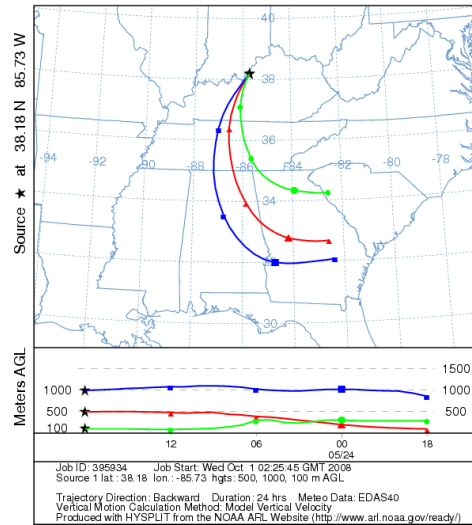 Source ★ at 38.18 N 85.73 W
40
38
36
34
32
30
-94
-92
-90
-88
-86
-84
-82
-80
-78
Meters AGL
1500
1000 1000
500 500
100
12 06 00 18
05/24
Job ID: 395934 Job Start: Wed Oct 1 02:25:45 GMT 2008
Source 1 lat.: 38.18 lon.: -85.73 hgts: 500, 1000, 100 m AGL
Trajectory Direction: Backward Duration: 24 hrs Meteo Data: EDAS40
Vertical Motion Calculation Method: Model Vertical Velocity
Produced with HYSPLIT from the NOAA ARL Website (http://www.arl.noaa.gov/ready/)